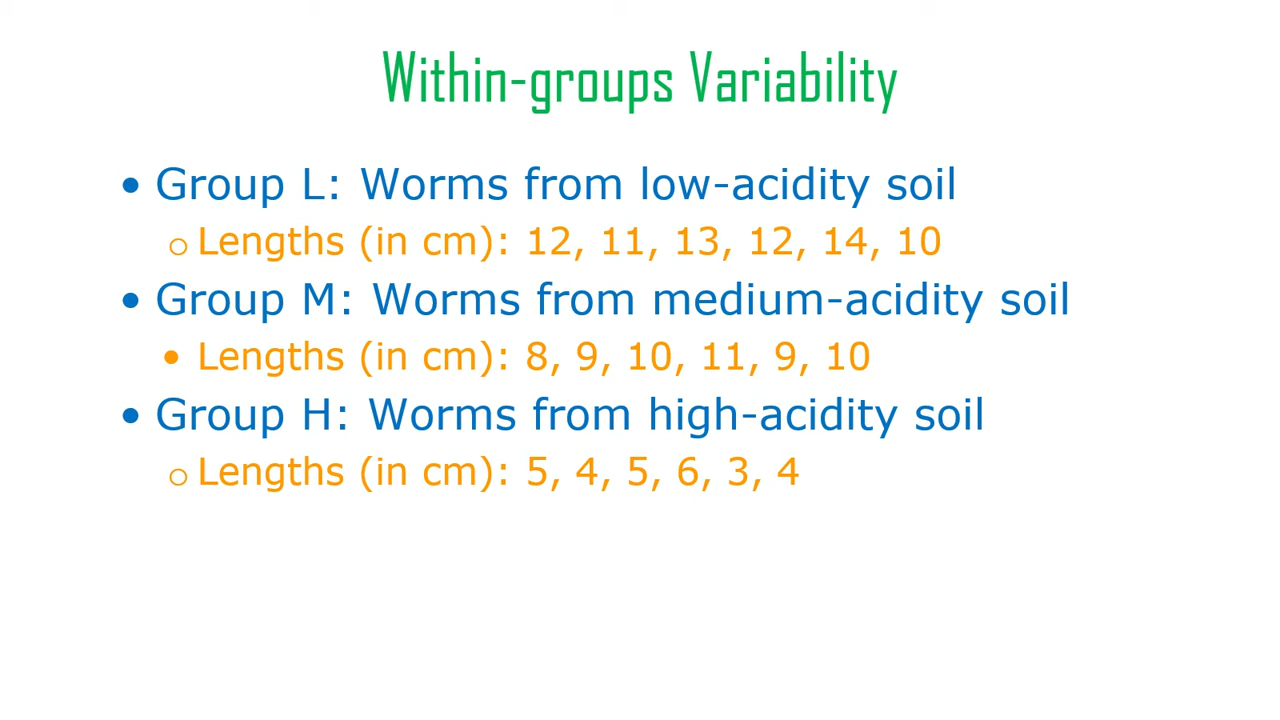 Within-groups Variability
• Group L: Worms from low-acidity soil
o Lengths (in cm): 12, 11, 13, 12, 14, 10
• Group M: Worms from medium-acidity soil
• Lengths (in cm): 8, 9, 10, 11, 9, 10
• Group H: Worms from high-acidity soil
o Lengths (in cm): 5, 4, 5, 6, 3, 4